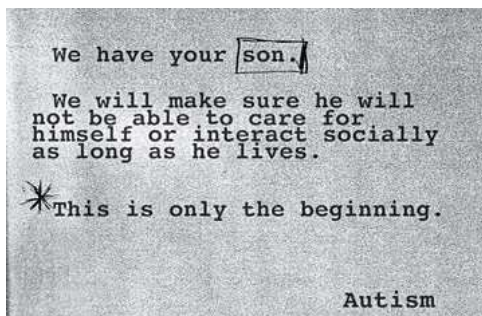 We have your son.
We will make sure he will
not be able to care for
himself or interact socially
as long as he lives.
*This is only the beginning.
Autism